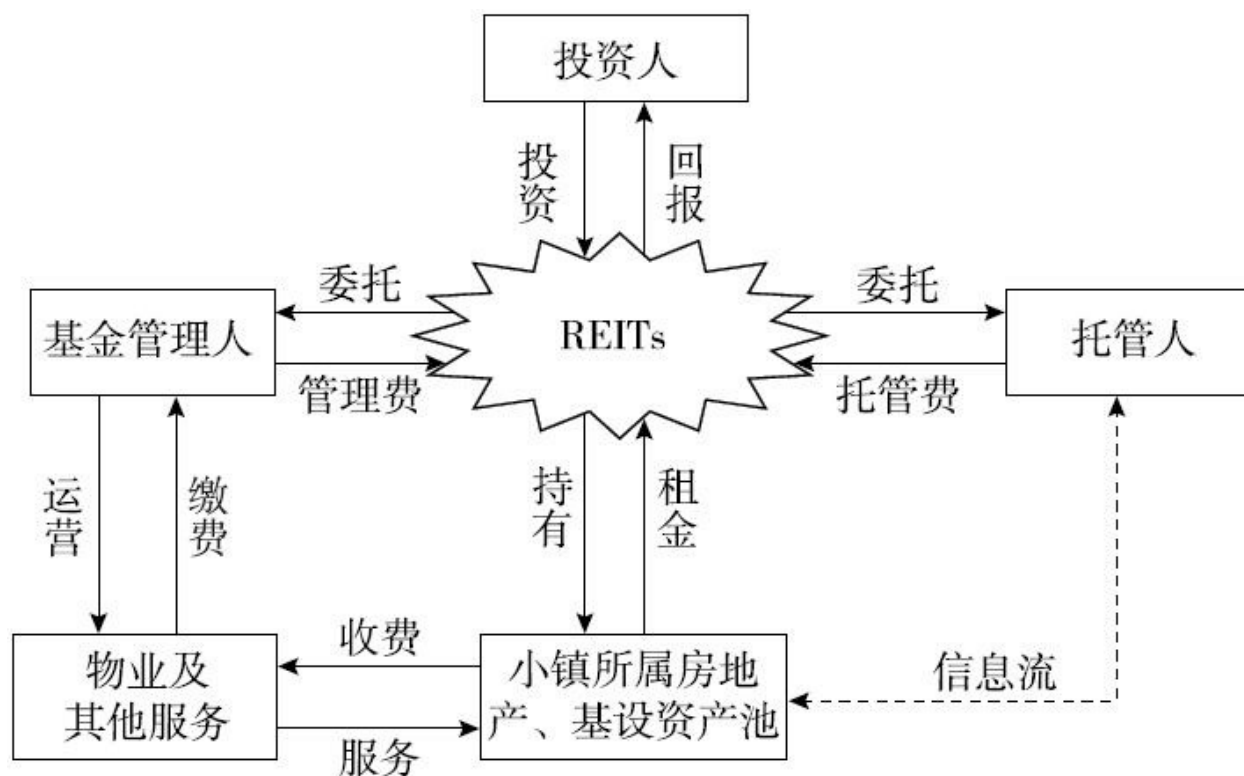 投资人
投资
回报
委托
委托
基金管理人
REITs
托管人
管理费
托管费
运营
缴费
持有
租金
收费
物业及
其他服务
小镇所属房地
产、基设资产池
信息流
服务